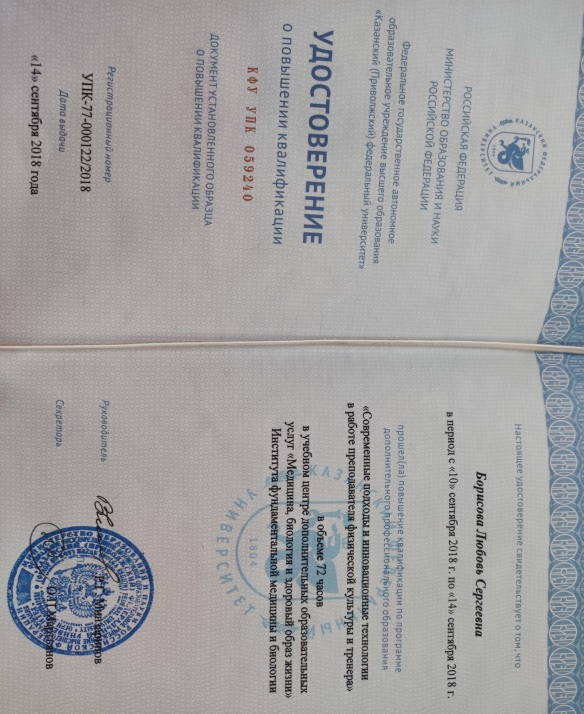 РОССИЙСКАЯ ФЕДЕРАЦИЯ
МИНИСТЕРСТВО ОБРАЗОВАНИЯ И НАУКИ
РОССИЙСКОЙ ФЕДЕРАЦИИ
Федеральное государственное автономное
образовательное учреждение высшего образования
«Казанский (Приволжский) федеральный университет»
УДОСТОВЕРЕНИЕ
О ПОВЫШЕНИИ КВАЛИФИКАЦИИ
КФУ УПК 059240
ДОКУМЕНТ УСТАНОВЛЕННОГО ОБРАЗЦА
О ПОВЫШЕНИИ КВАЛИФИКАЦИИ
Регистрационный номер
УПК-77-000122/2018
Дата выдачи
«14» сентября 2018 года
Настоящее удостоверение свидетельствует о том, что
Борисова Любовь Сергеевна
в период с «10» сентября 2018 г. по «14» сентября 2018 г.
прошел(ла) повышение квалификации по программе
дополнительного профессионального образования
«Современные подходы и инновационные технологии
в работе преподавателя физической культуры и тренера»
в объеме 72 часов
в учебном центре дополнительных образовательных
услуг «Медицина, биология и здоровый образ жизни»
Института фундаментальной медицины и биологии
Руководитель
Секретарь
УНИВЕРСИТЕТ
1804